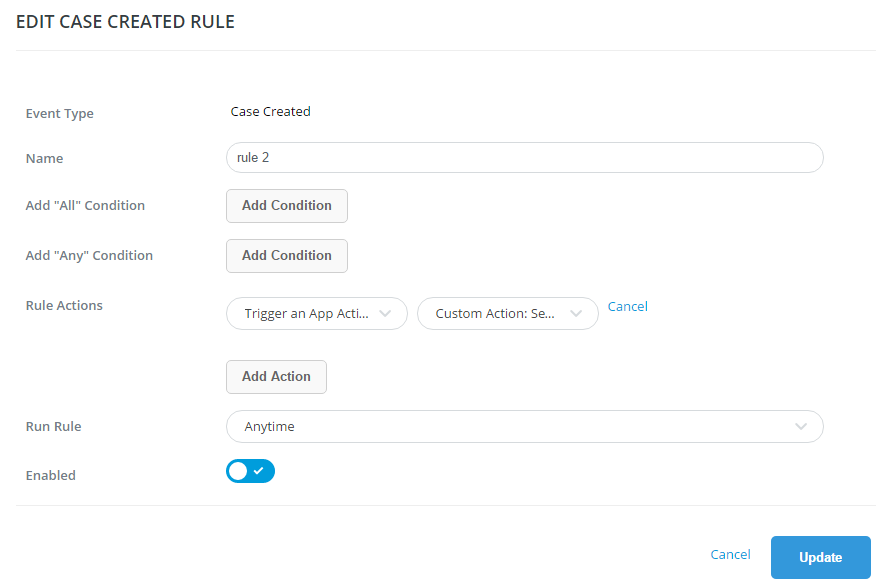 EDIT CASE CREATED RULE
Event Type Case Created
Name rule 2
Add "All" Condition Add Condition
Add "Any" Condition Add Condition
Rule Actions Trigger an App Acti... Custom Action: Se... Cancel
Add Action
Run Rule Anytime
Enabled
Cancel Update